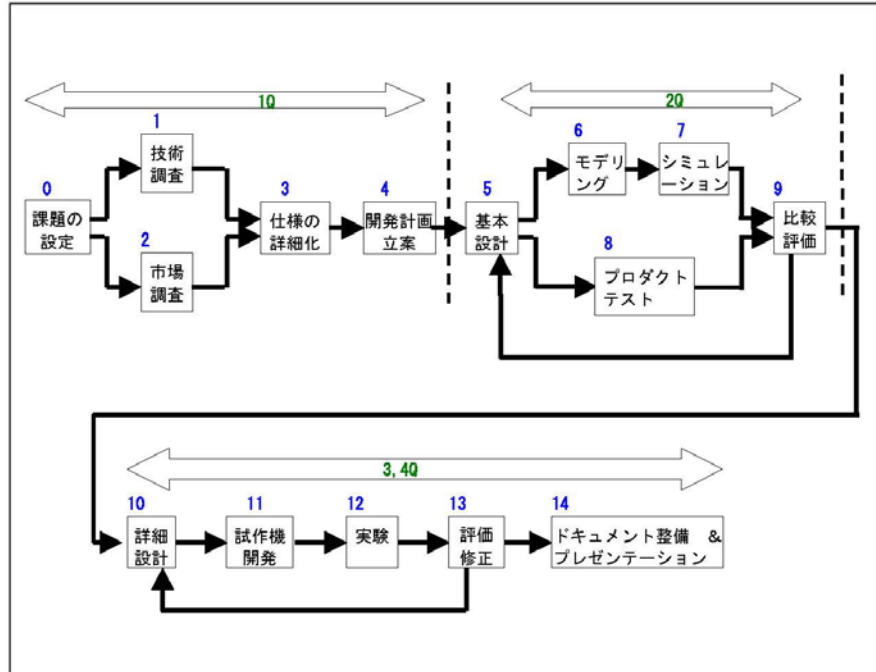 1Q
2Q
0
課題の
設定
1
技術
調査
2
市場
調査
3
仕様の
詳細化
4
開発計画
立案
5
基本
設計
6
モデリ
ング
7
シミュレ
ーション
8
プロダクト
テスト
9
比較
評価
3,4Q
10
詳細
設計
11
試作機
開発
12
実験
13
評価
修正
14
ドキュメント整備 &
プレゼンテーション